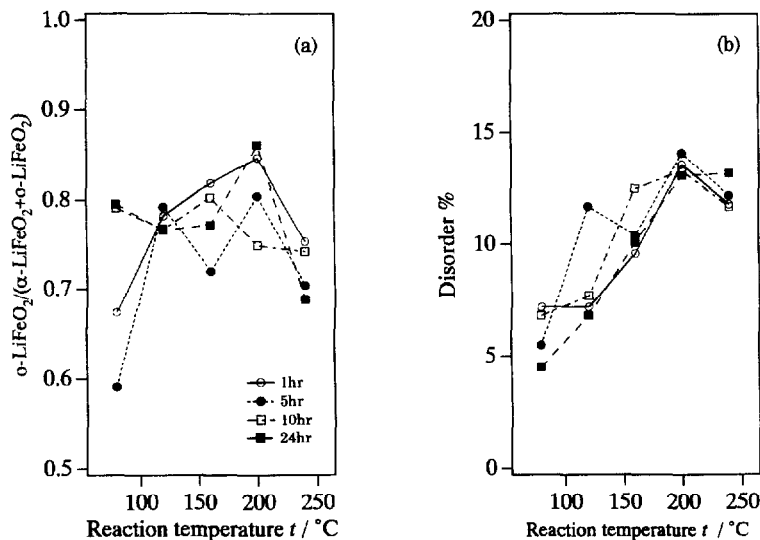 (a)
1.0
0.9
0.8
0.7
0.6
0.5
o-LiFeO₂/(α-LiFeO₂+o-LiFeO₂)
1hr
5hr
10hr
24hr
100 150 200 250
Reaction temperature t / °C
(b)
20
15
10
5
0
Disorder %
100 150 200 250
Reaction temperature t / °C